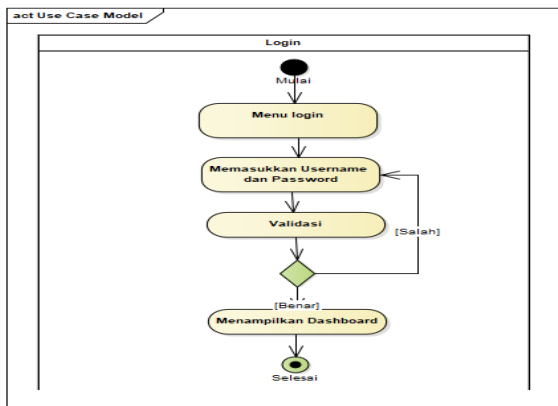 act Use Case Model
Login
Mulai
Menu login
Memasukkan Username
dan Password
Validasi
[Salah]
[Benar]
Menampilkan Dashboard
Selesai